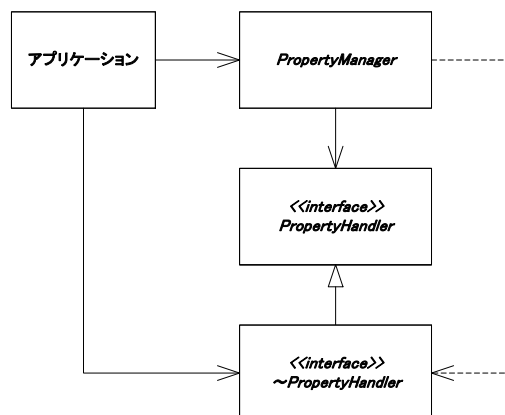 アプリケーション
PropertyManager
<<interface>>
PropertyHandler
<<interface>>
～PropertyHandler